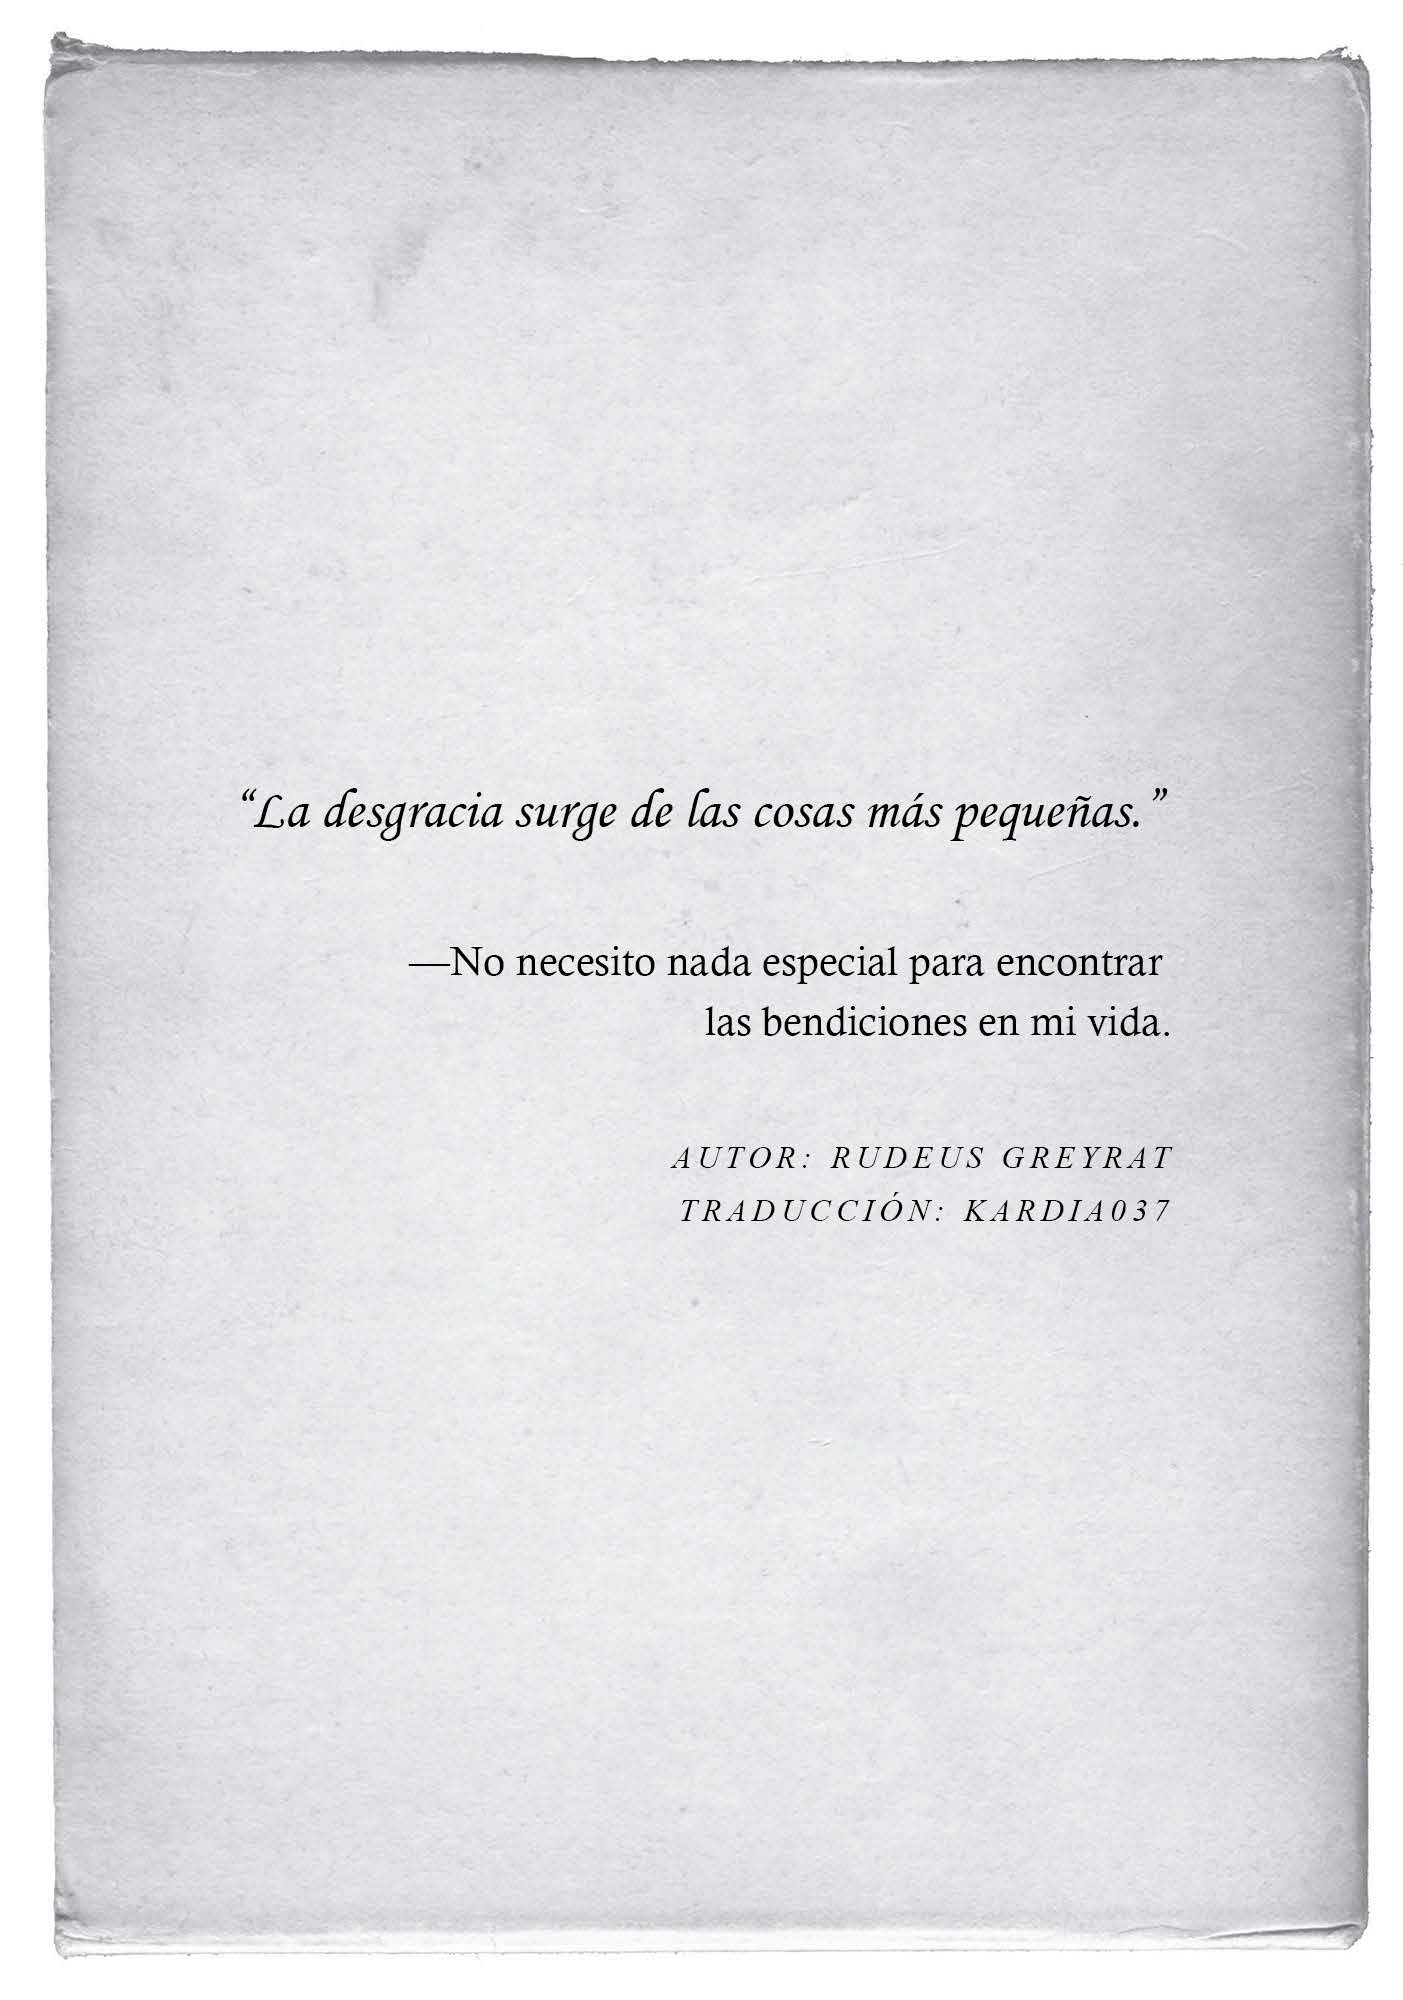 “La desgracia surge de las cosas más pequeñas.”
—No necesito nada especial para encontrar
las bendiciones en mi vida.
AUTOR: RUDEUS GREYRAT
TRADUCCIÓN: KARDIA037